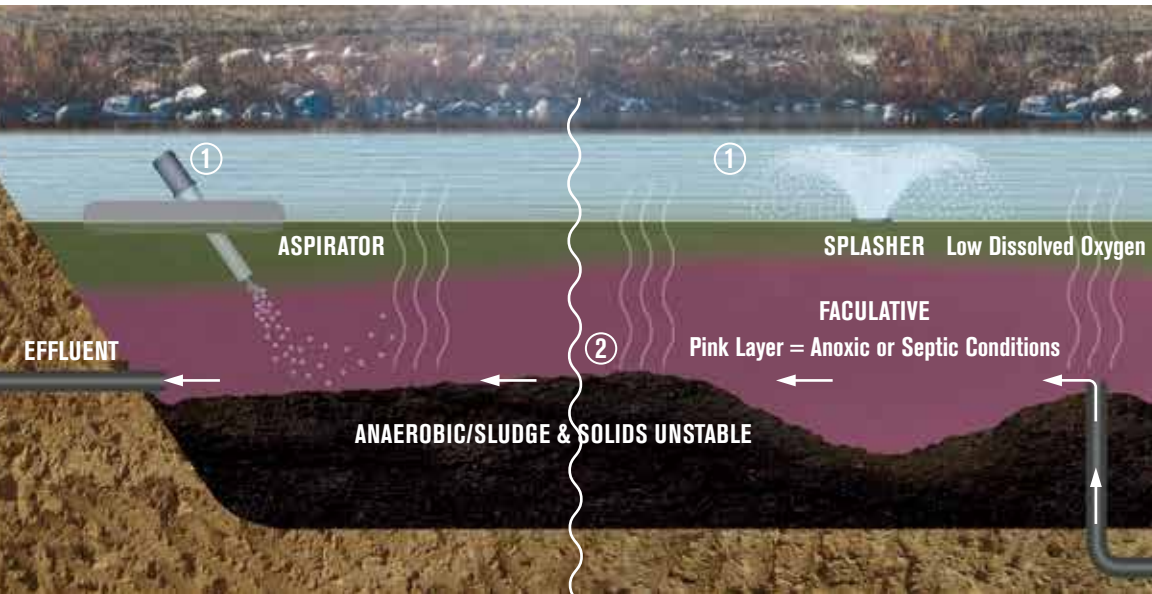 1
1
ASPIRATOR
SPLASHER Low Dissolved Oxygen
FACULATIVE
EFFLUENT
2
Pink Layer = Anoxic or Septic Conditions
ANAEROBIC/SLUDGE & SOLIDS UNSTABLE